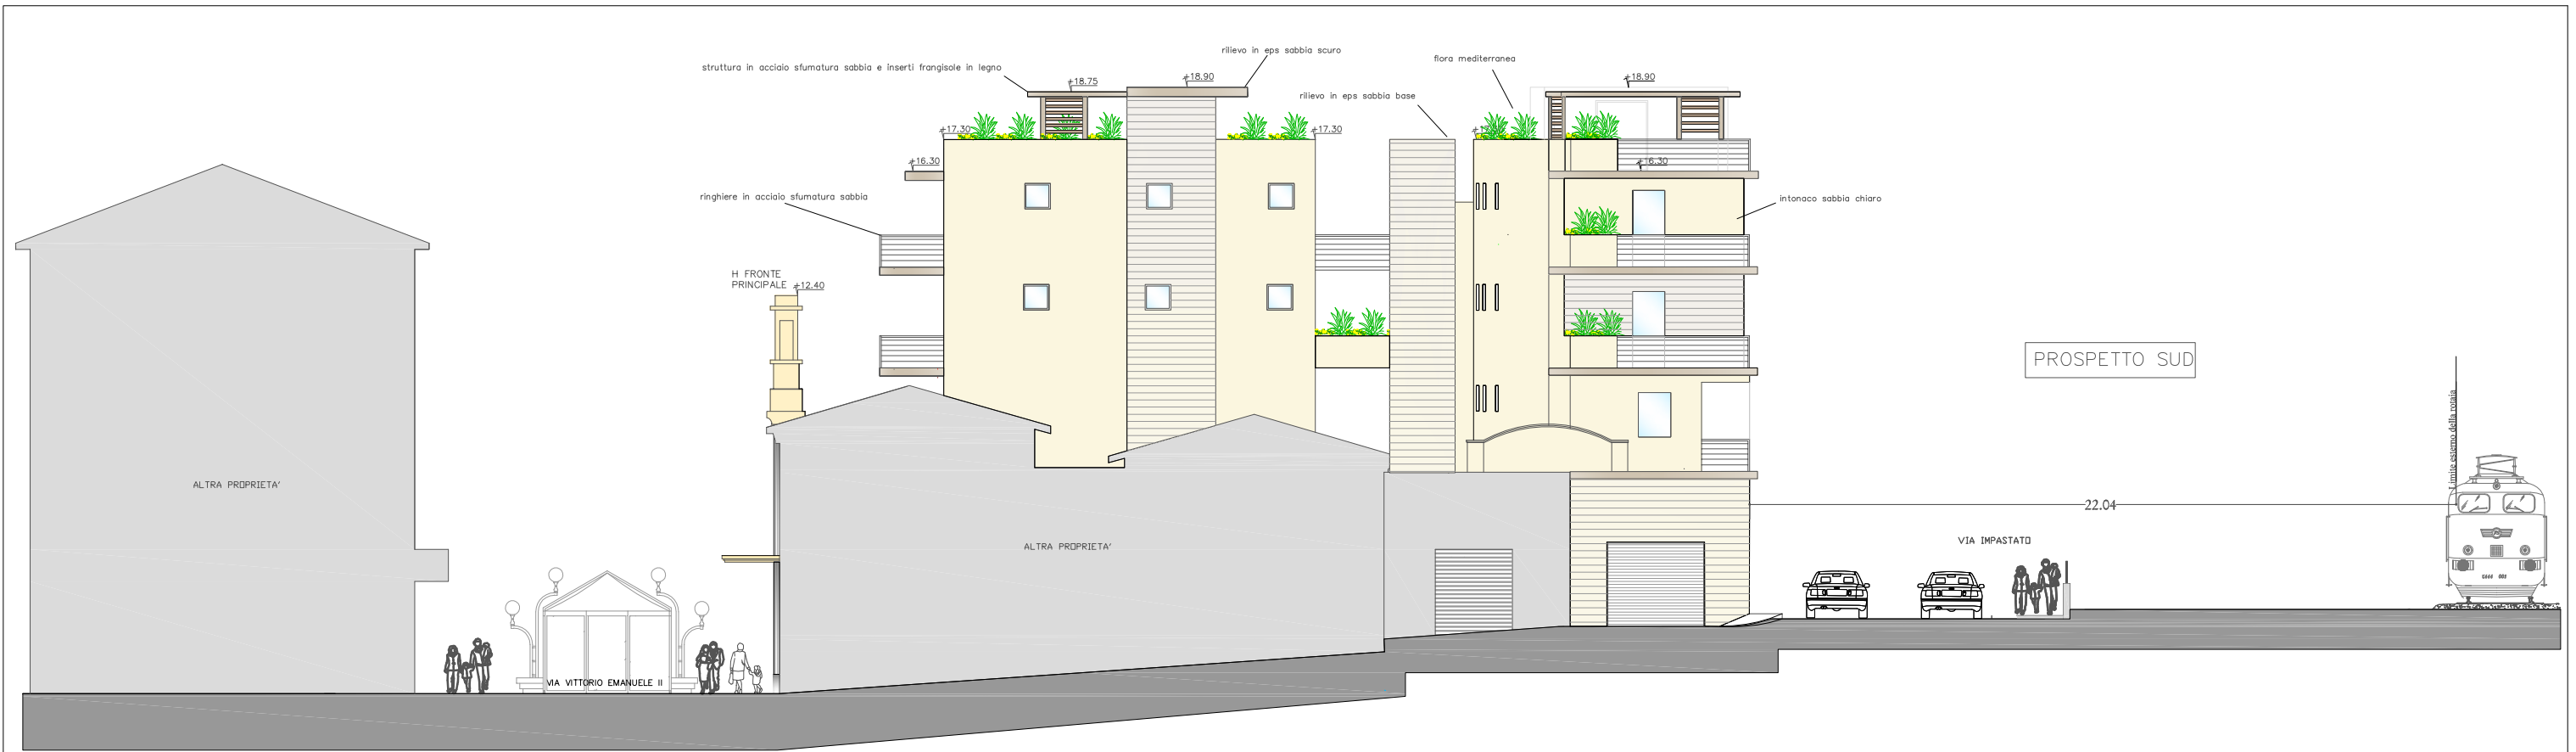 rilievo in eps sabbia scuro
flora mediterranea
struttura in acciaio sfumatura sabbia e inserti frangisole in legno
+18.75
+18.90
+18.90
rilievo in eps sabbia base
+17.30
+17.30
+16.30
+16.30
ringhiere in acciaio sfumatura sabbia
intonaco sabbia chiaro
H FRONTE
PRINCIPALE +12.40
PROSPETTO SUD
Limite esterno della rotaia
ALTRA PROPRIETA'
22.04
ALTRA PROPRIETA'
VIA IMPASTATO
VIA VITTORIO EMANUELE II